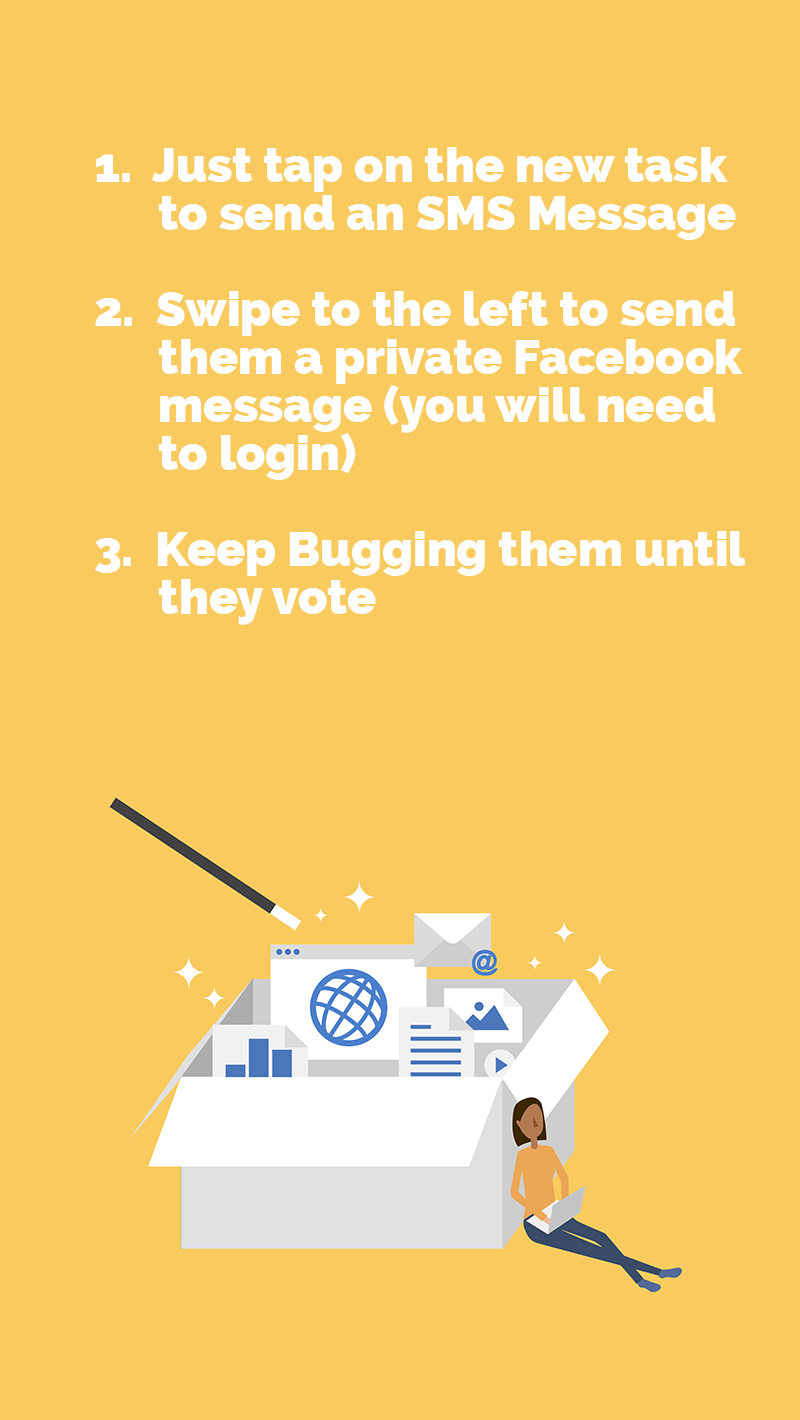 1. Just tap on the new task
to send an SMS Message
2. Swipe to the left to send
them a private Facebook
message (you will need
to login)
3. Keep Bugging them until
they vote
@